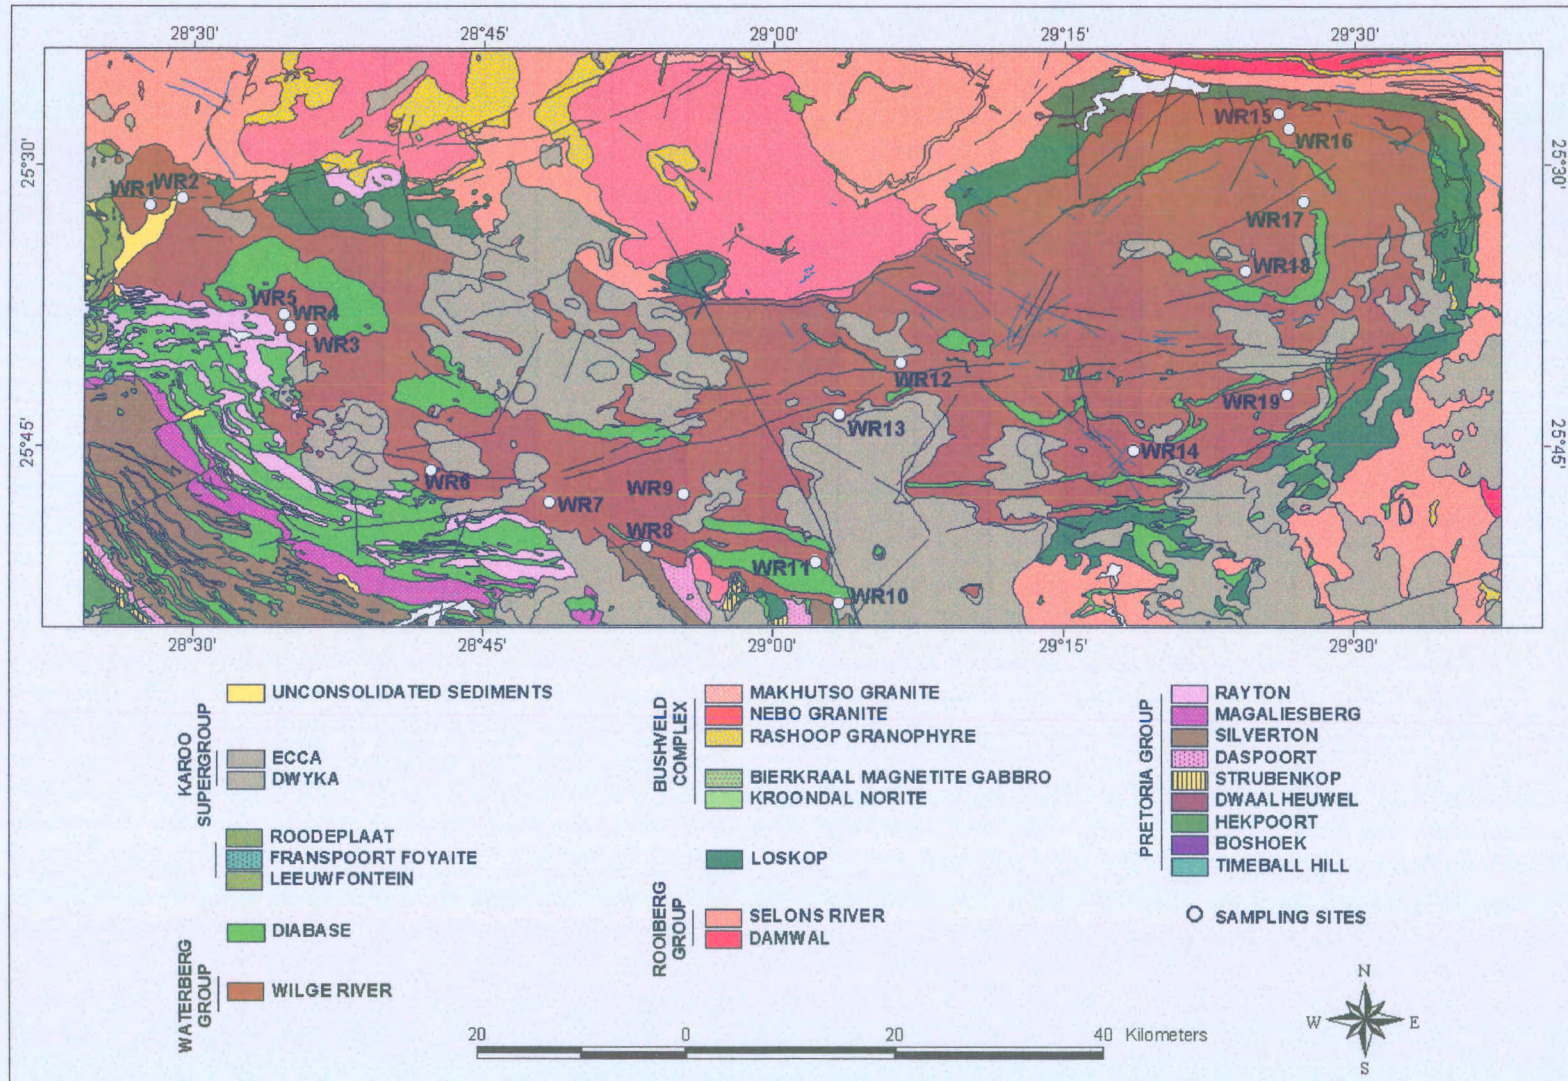 28°30' 28°45' 29°00' 29°15' 29°30'
25°30' 25°30'
WR15
WR16
WR1 WR2
WR17
WR18
WR5
WR4
WR3
WR12
WR19
WR13
WR14
WR6
WR9
WR7
WR8
WR11
WR10
25°45' 25°45'
28°30' 28°45' 29°00' 29°15' 29°30'
UNCONSOLIDATED SEDIMENTS
KAROO
SUPERGROUP
ECCA
DWYKA
ROODEPLAAT
FRANSPOORT FOYAITE
LEEUWFONTEIN
DIABASE
WATERBERG
GROUP
WILGE RIVER
BUSHVELD
COMPLEX
MAKHUTSO GRANITE
NEBO GRANITE
RASHOOP GRANOPHYRE
BIERKRAAL MAGNETITE GABBRO
KROONDAL NORITE
LOSKOP
ROOIBERG
GROUP
SELONS RIVER
DAMWAL
PRETORIA GROUP
RAYTON
MAGALIESBERG
SILVERTON
DASPOORT
STRUBENKOP
DWAALHEUWEL
HEKPOORT
BOSHOEK
TIMEBALL HILL
SAMPLING SITES
20 0 20 40 Kilometers
N
W E
S